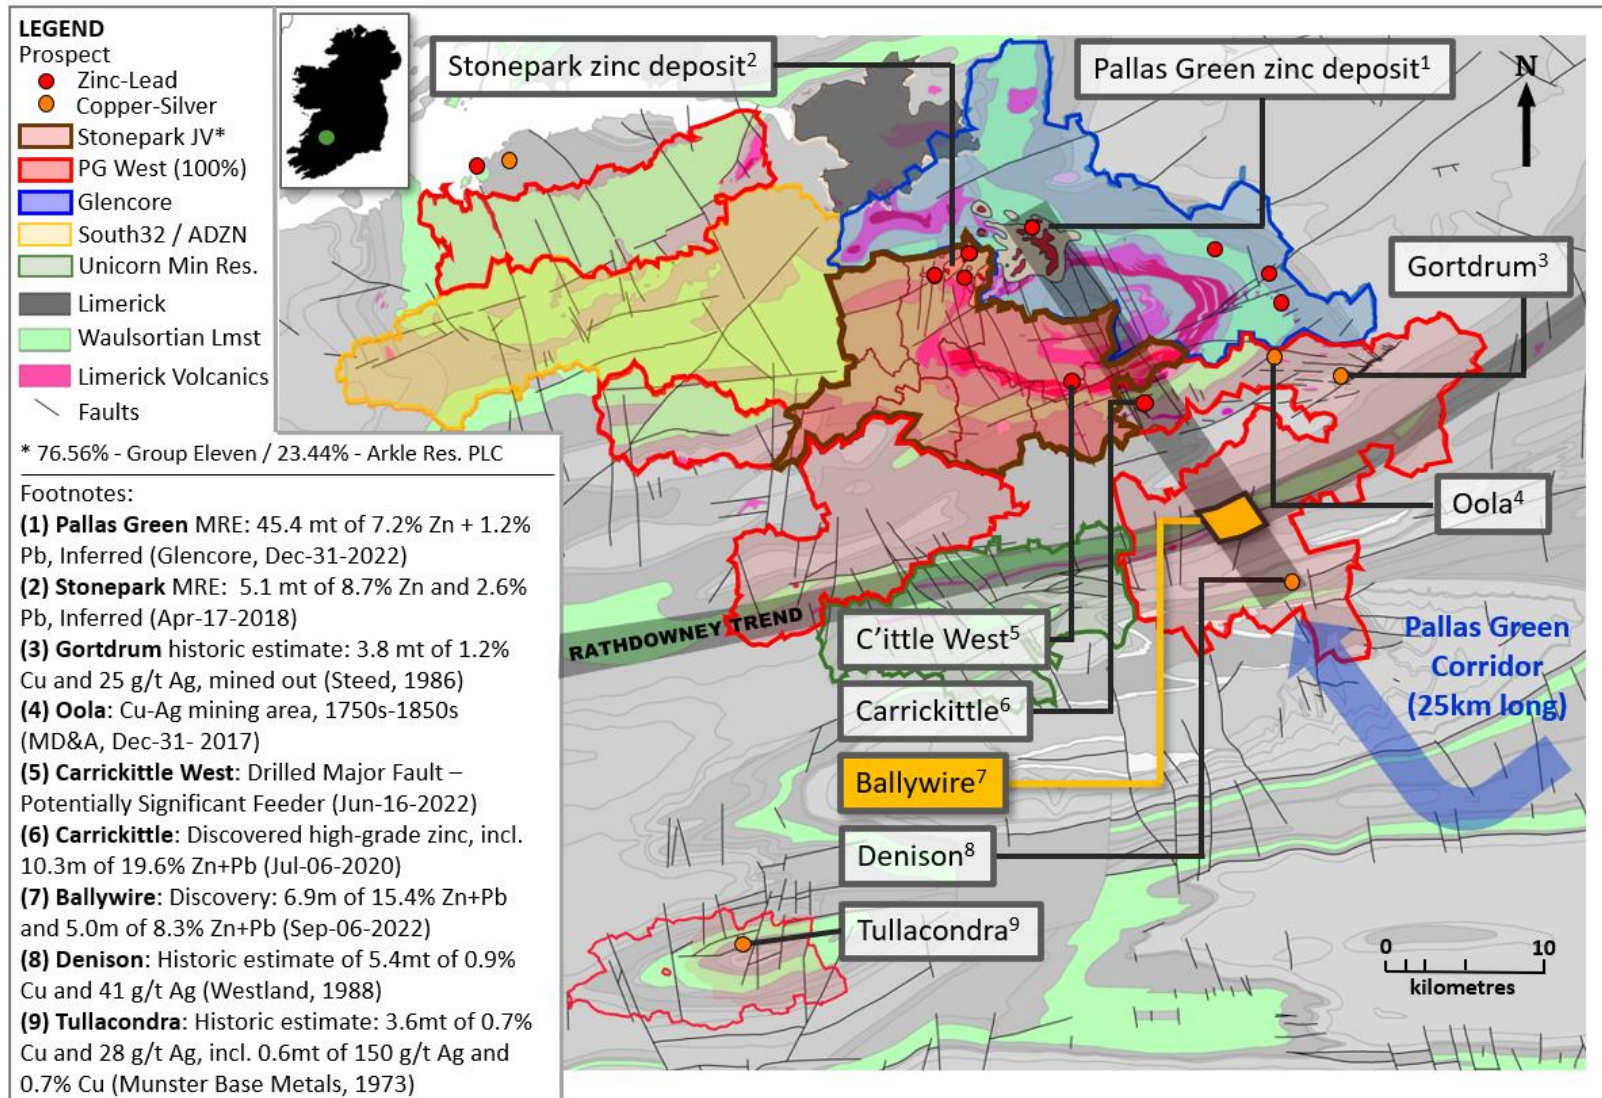 LEGEND
Prospect
Zinc-Lead
Copper-Silver
Stonepark JV*
PG West (100%)
Glencore
South32 / ADZN
Unicorn Min Res.
Limerick
Waulsortian Lmst
Limerick Volcanics
Faults
* 76.56% - Group Eleven / 23.44% - Arkle Res. PLC
Footnotes:
(1) Pallas Green MRE: 45.4 mt of 7.2% Zn + 1.2%
Pb, Inferred (Glencore, Dec-31-2022)
(2) Stonepark MRE: 5.1 mt of 8.7% Zn and 2.6%
Pb, Inferred (Apr-17-2018)
(3) Gortdrum historic estimate: 3.8 mt of 1.2%
Cu and 25 g/t Ag, mined out (Steed, 1986)
(4) Oola: Cu-Ag mining area, 1750s-1850s
(MD&A, Dec-31- 2017)
(5) Carrickittle West: Drilled Major Fault –
Potentially Significant Feeder (Jun-16-2022)
(6) Carrickittle: Discovered high-grade zinc, incl.
10.3m of 19.6% Zn+Pb (Jul-06-2020)
(7) Ballywire: Discovery: 6.9m of 15.4% Zn+Pb
and 5.0m of 8.3% Zn+Pb (Sep-06-2022)
(8) Denison: Historic estimate of 5.4mt of 0.9%
Cu and 41 g/t Ag (Westland, 1988)
(9) Tullacondra: Historic estimate: 3.6mt of 0.7%
Cu and 28 g/t Ag, incl. 0.6mt of 150 g/t Ag and
0.7% Cu (Munster Base Metals, 1973)
Stonepark zinc deposit²
Pallas Green zinc deposit¹
N
Gortdrum³
Oola⁴
RATHDOWNEY TREND
C'ittle West⁵
Carrickittle⁶
Ballywire⁷
Denison⁸
Tullacondra⁹
Pallas Green
Corridor
(25km long)
0 10
kilometres